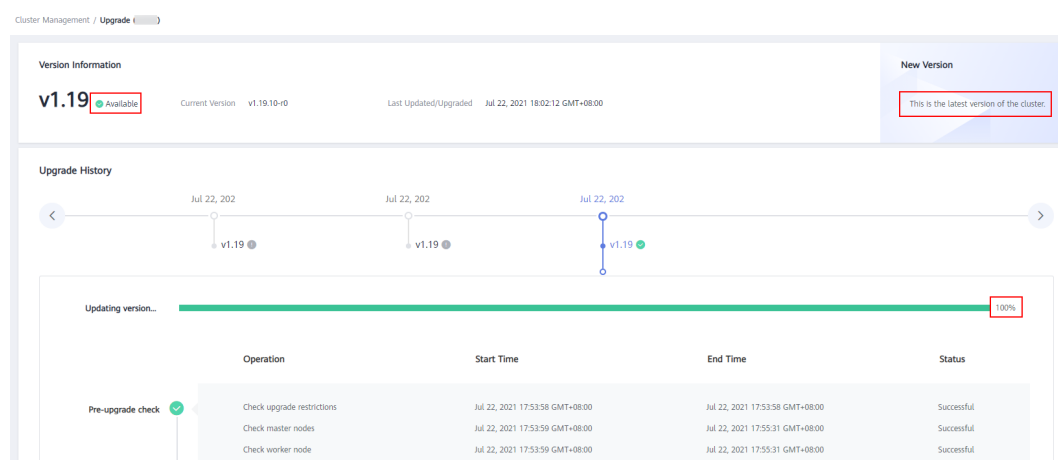 Cluster Management / Upgrade ( )
Version Information
New Version
v1.19 Available
Current Version v1.19.10-r0
Last Updated/Upgraded Jul 22, 2021 18:02:12 GMT+08:00
This is the latest version of the cluster.
Upgrade History
Jul 22, 202 Jul 22, 202 Jul 22, 202
v1.19 v1.19 v1.19
Updating version... 100%
Operation Start Time End Time Status
Pre-upgrade check Check upgrade restrictions Jul 22, 2021 17:53:58 GMT+08:00 Jul 22, 2021 17:53:58 GMT+08:00 Successful
Check master nodes Jul 22, 2021 17:53:59 GMT+08:00 Jul 22, 2021 17:55:31 GMT+08:00 Successful
Check worker node Jul 22, 2021 17:53:59 GMT+08:00 Jul 22, 2021 17:55:31 GMT+08:00 Successful